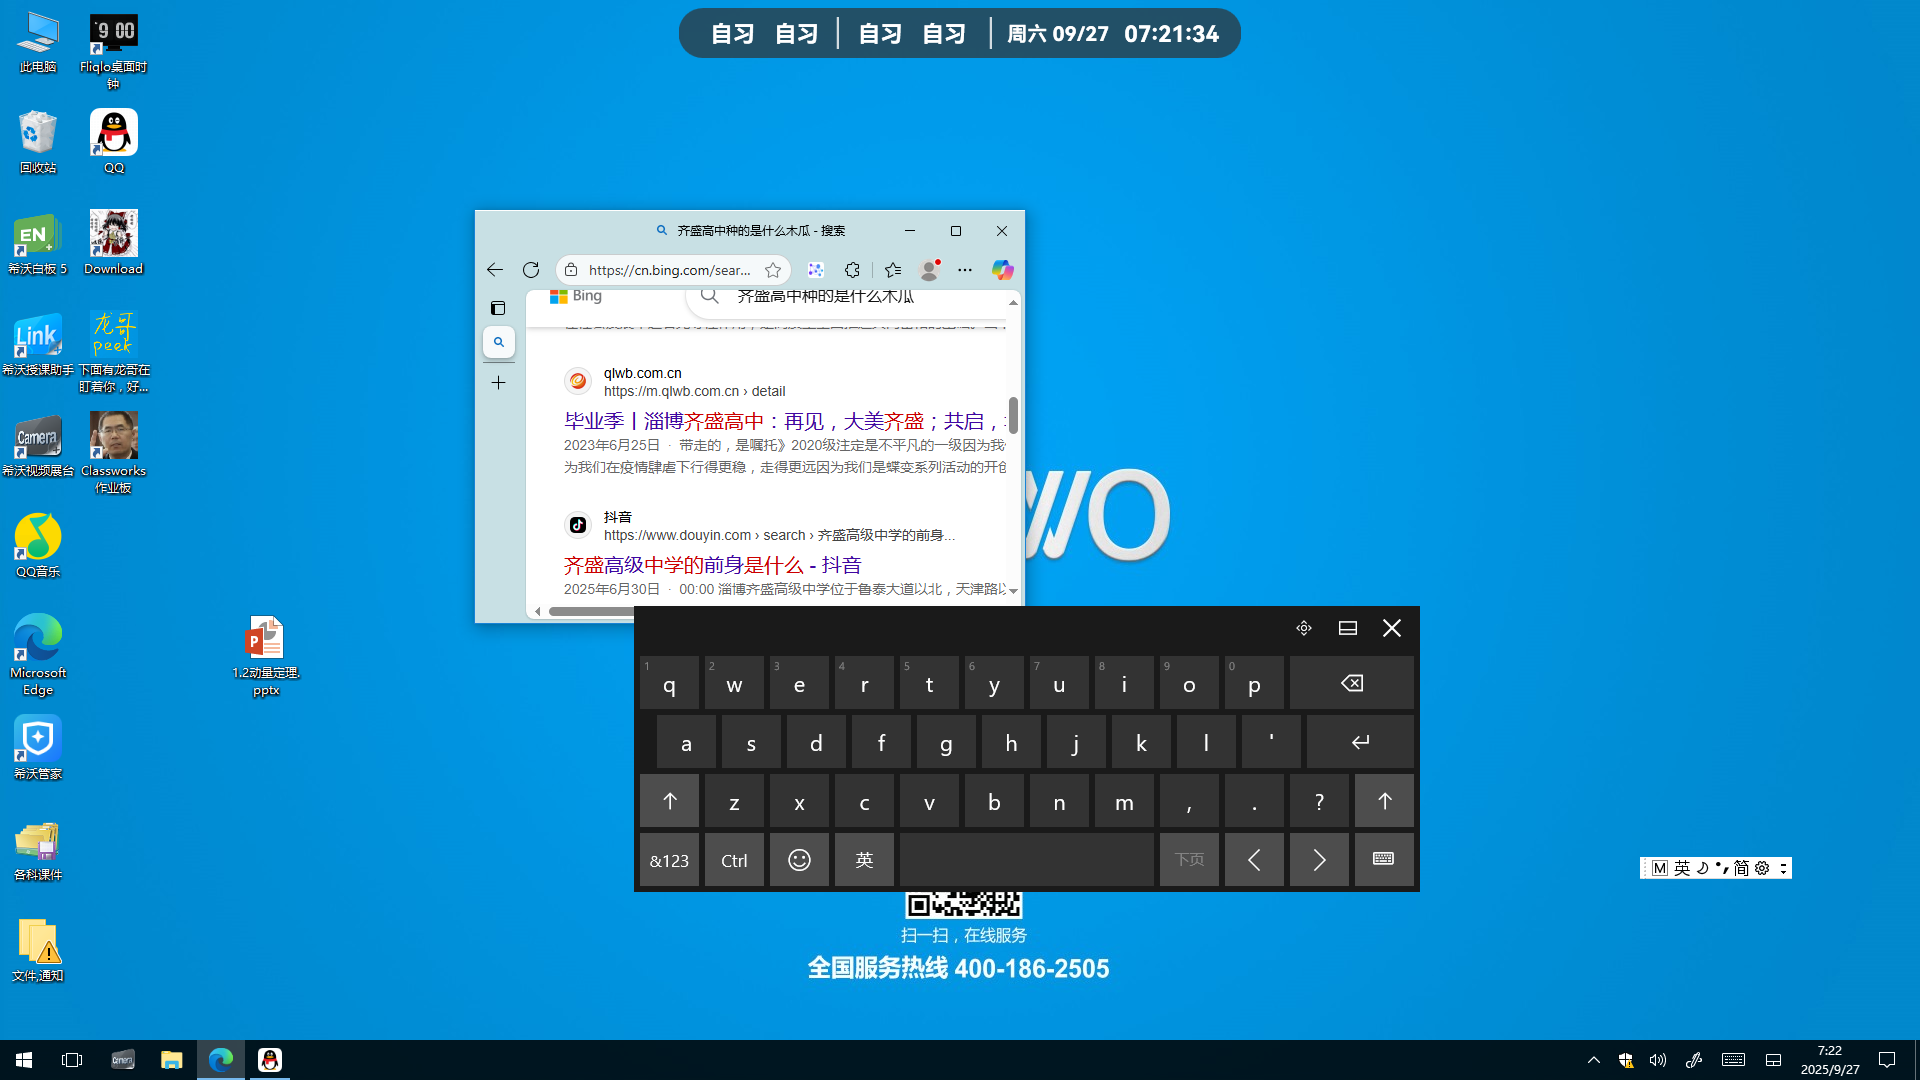 自习 自习 自习 自习 周六 09/27 07:21:34
此电脑
Fliqlo桌面时钟
回收站
QQ
希沃白板 5
Download
希沃授课助手
下面有龙哥在盯着你，好...
希沃视频展台
Classworks作业板
QQ音乐
Microsoft Edge
1.2动量定理.pptx
希沃管家
各科课件
文件,通知
9 00
EN
Link
龙哥
peek
Camera
齐盛高中种的是什么木瓜 - 搜索
https://cn.bing.com/sear...
Bing
齐盛高中种的是什么木瓜
qlwb.com.cn
https://m.qlwb.com.cn › detail
毕业季丨淄博齐盛高中：再见，大美齐盛；共启，
2023年6月25日 · 带走的，是嘱托》2020级注定是不平凡的一级因为我
为我们在疫情肆虐下行得更稳，走得更远因为我们是蝶变系列活动的开创
抖音
https://www.douyin.com › search › 齐盛高级中学的前身...
齐盛高级中学的前身是什么 - 抖音
2025年6月30日 · 00:00 淄博齐盛高级中学位于鲁泰大道以北，天津路以
WO
1 2 3 4 5 6 7 8 9 0
q w e r t y u i o p
a s d f g h j k l '
z x c v b n m , . ?
&123 Ctrl 英 下页
M 英 简
扫一扫，在线服务
全国服务热线 400-186-2505
Camera
7:22
2025/9/27